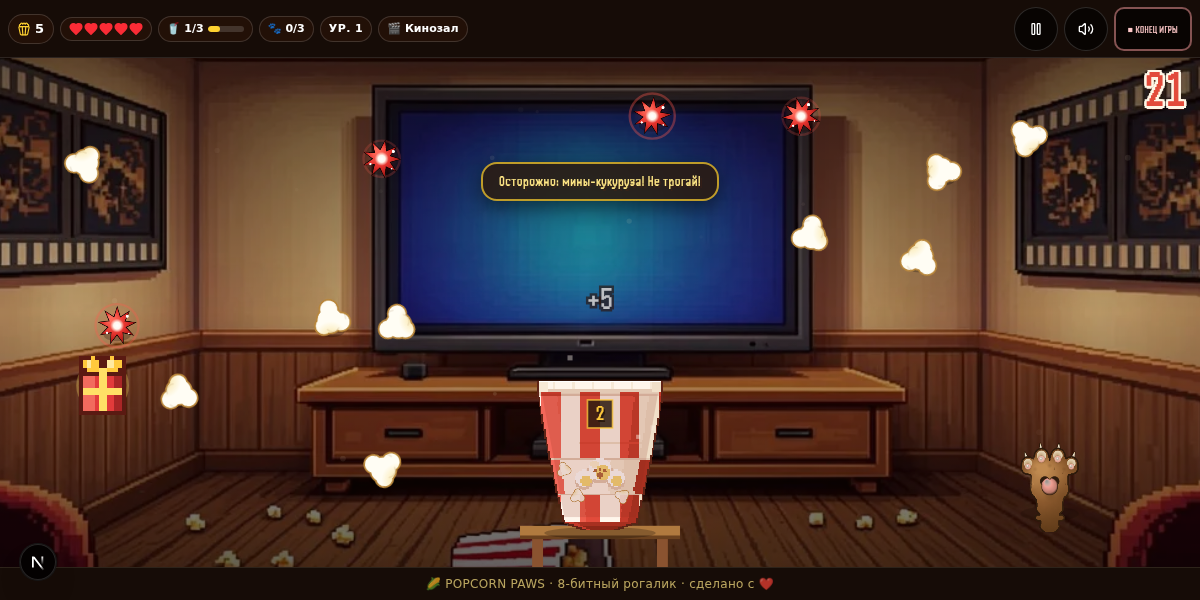 5
1/3
0/3
УР. 1
Кинозал
КОНЕЦ ИГРЫ
21
Осторожно: мины-кукуруза! Не трогай!
+5
2
N
POPCORN PAWS · 8-битный рогалик · сделано с ❤️